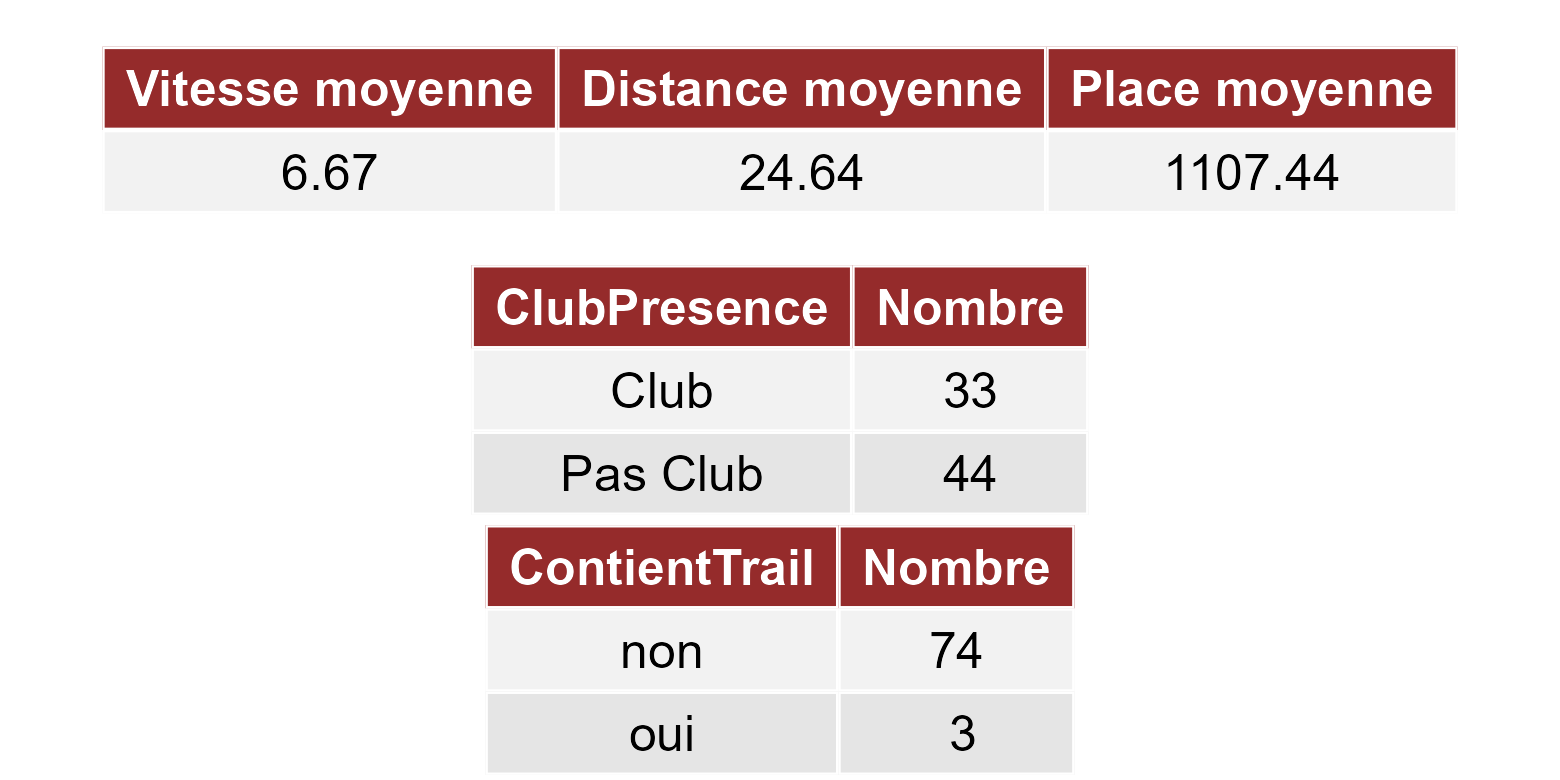 Vitesse moyenne Distance moyenne Place moyenne
6.67 24.64 1107.44
ClubPresence Nombre
Club 33
Pas Club 44
ContientTrail Nombre
non 74
oui 3